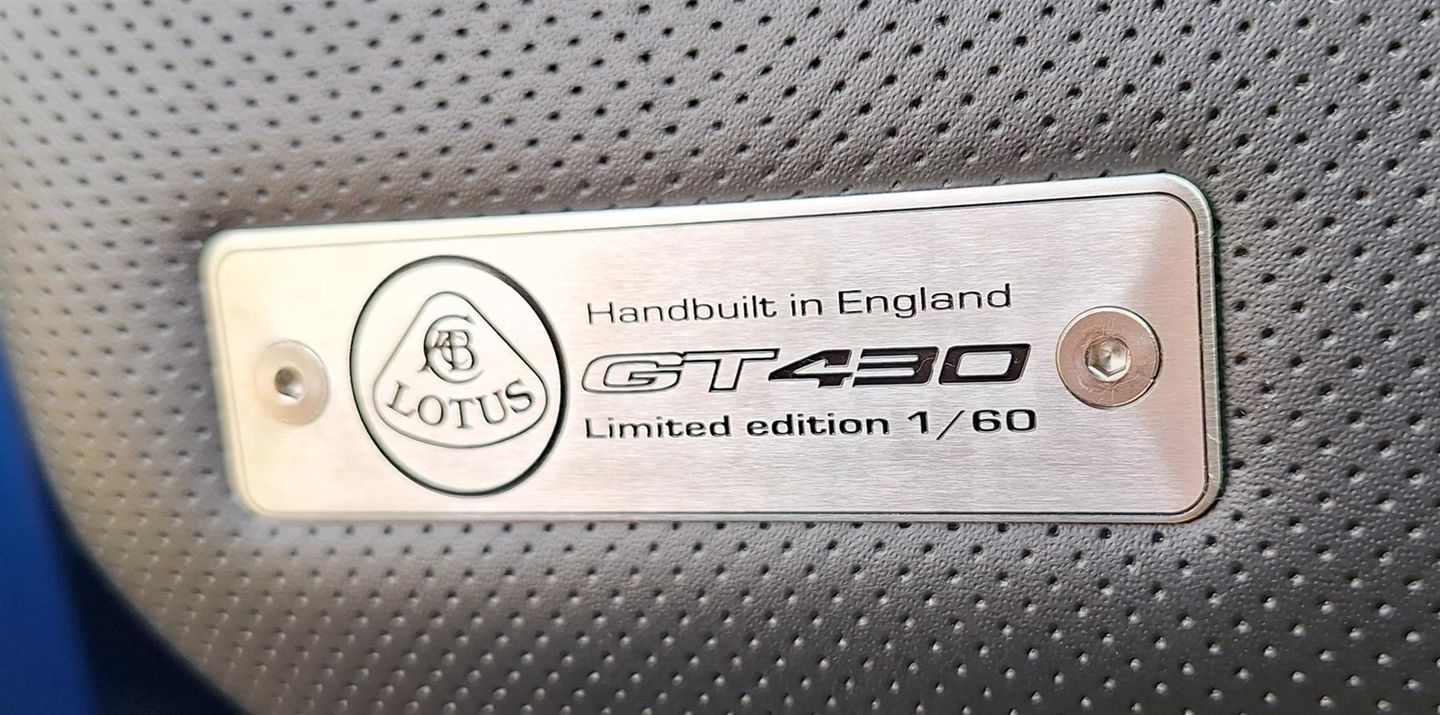 ACBC
LOTUS
Handbuilt in England
GT430
Limited edition 1/60